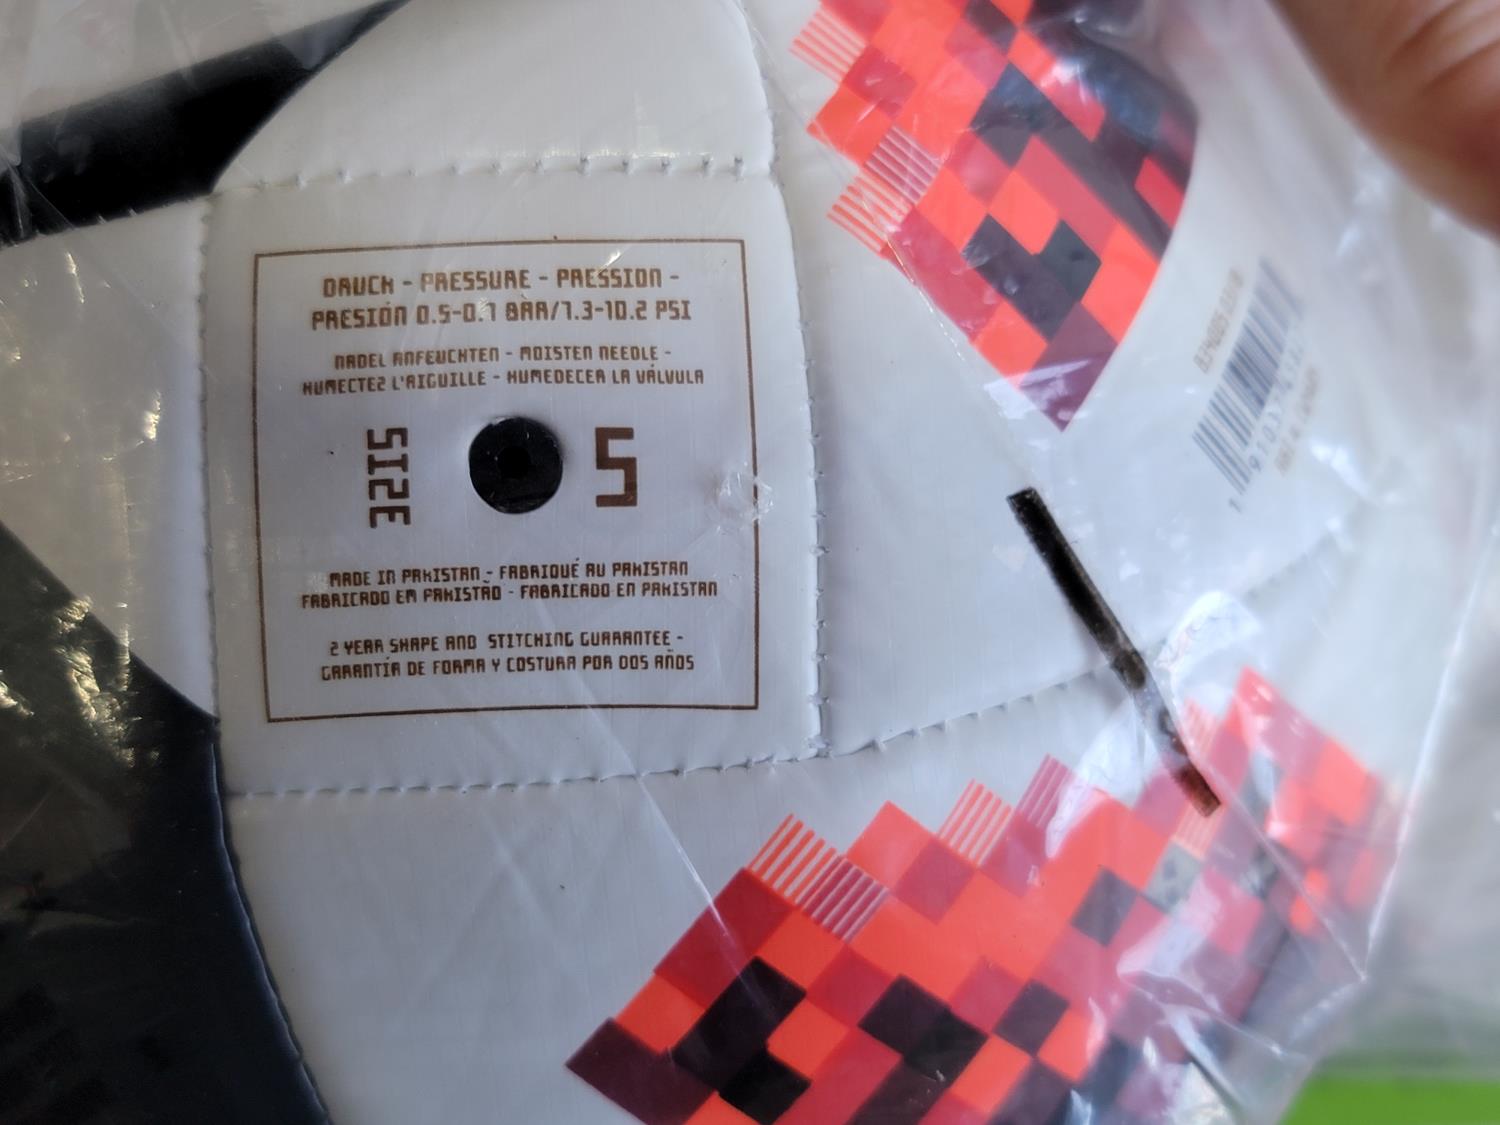 DRUCK - PRESSURE - PRESSION -
PRESIÓN 0.5-0.7 BAR/7.3-10.2 PSI
NADEL ANFEUCHTEN - MOISTEN NEEDLE -
HUMECTEZ L'AIGUILLE - HUMEDECER LA VÁLVULA
SIZE 5
MADE IN PAKISTAN - FABRIQUÉ AU PAKISTAN
FABRICADO EM PAKISTÃO - FABRICADO EN PAKISTAN
2 YEAR SHAPE AND STITCHING GUARANTEE -
GARANTÍA DE FORMA Y COSTURA POR DOS AÑOS